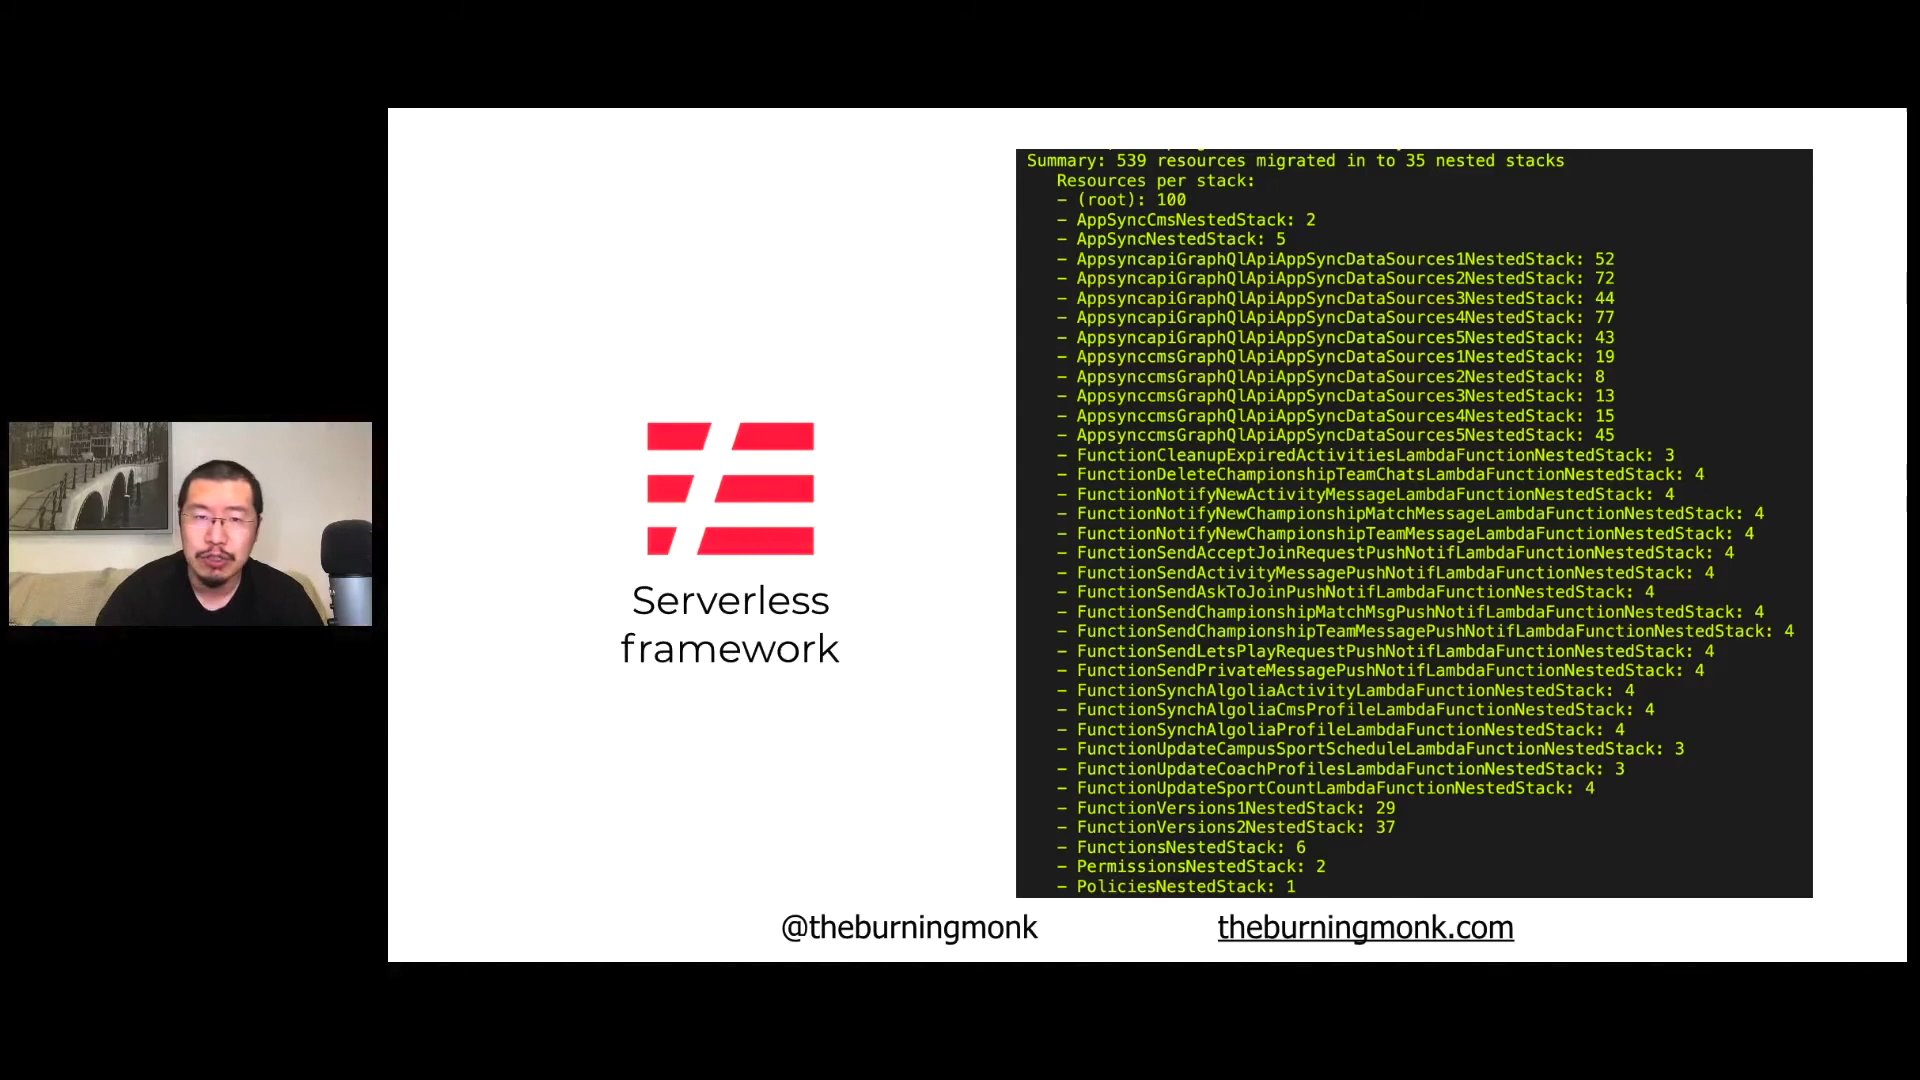 Summary: 539 resources migrated in to 35 nested stacks
Resources per stack:
- (root): 100
- AppSyncCmsNestedStack: 2
- AppSyncNestedStack: 5
- AppsyncapiGraphQlApiAppSyncDataSources1NestedStack: 52
- AppsyncapiGraphQlApiAppSyncDataSources2NestedStack: 72
- AppsyncapiGraphQlApiAppSyncDataSources3NestedStack: 44
- AppsyncapiGraphQlApiAppSyncDataSources4NestedStack: 77
- AppsyncapiGraphQlApiAppSyncDataSources5NestedStack: 43
- AppsynccmsGraphQlApiAppSyncDataSources1NestedStack: 19
- AppsynccmsGraphQlApiAppSyncDataSources2NestedStack: 8
- AppsynccmsGraphQlApiAppSyncDataSources3NestedStack: 13
- AppsynccmsGraphQlApiAppSyncDataSources4NestedStack: 15
- AppsynccmsGraphQlApiAppSyncDataSources5NestedStack: 45
- FunctionCleanupExpiredActivitiesLambdaFunctionNestedStack: 3
- FunctionDeleteChampionshipTeamChatsLambdaFunctionNestedStack: 4
- FunctionNotifyNewActivityMessageLambdaFunctionNestedStack: 4
- FunctionNotifyNewChampionshipMatchMessageLambdaFunctionNestedStack: 4
- FunctionNotifyNewChampionshipTeamMessageLambdaFunctionNestedStack: 4
- FunctionSendAcceptJoinRequestPushNotifLambdaFunctionNestedStack: 4
- FunctionSendActivityMessagePushNotifLambdaFunctionNestedStack: 4
- FunctionSendAskToJoinPushNotifLambdaFunctionNestedStack: 4
- FunctionSendChampionshipMatchMsgPushNotifLambdaFunctionNestedStack: 4
- FunctionSendChampionshipTeamMessagePushNotifLambdaFunctionNestedStack: 4
- FunctionSendLetsPlayRequestPushNotifLambdaFunctionNestedStack: 4
- FunctionSendPrivateMessagePushNotifLambdaFunctionNestedStack: 4
- FunctionSynchAlgoliaActivityLambdaFunctionNestedStack: 4
- FunctionSynchAlgoliaCmsProfileLambdaFunctionNestedStack: 4
- FunctionSynchAlgoliaProfileLambdaFunctionNestedStack: 4
- FunctionUpdateCampusSportScheduleLambdaFunctionNestedStack: 3
- FunctionUpdateCoachProfilesLambdaFunctionNestedStack: 3
- FunctionUpdateSportCountLambdaFunctionNestedStack: 4
- FunctionVersions1NestedStack: 29
- FunctionVersions2NestedStack: 37
- FunctionsNestedStack: 6
- PermissionsNestedStack: 2
- PoliciesNestedStack: 1
Serverless
framework
@theburningmonk
theburningmonk.com